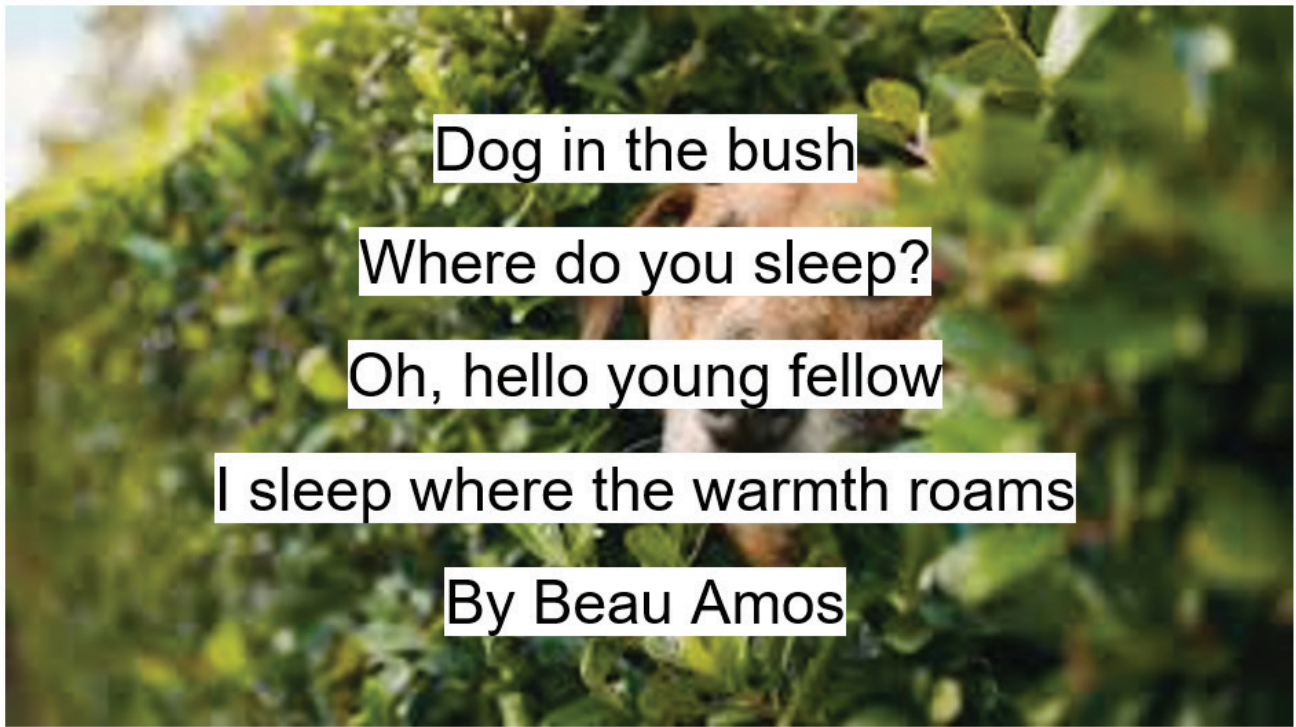 Dog in the bush
Where do you sleep?
Oh, hello young fellow
I sleep where the warmth roams
By Beau Amos